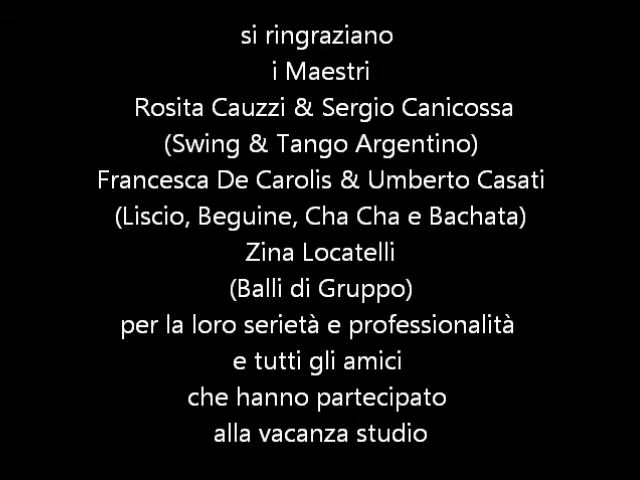 si ringraziano
i Maestri
Rosita Cauzzi & Sergio Canicossa
(Swing & Tango Argentino)
Francesca De Carolis & Umberto Casati
(Liscio, Beguine, Cha Cha e Bachata)
Zina Locatelli
(Balli di Gruppo)
per la loro serietà e professionalità
e tutti gli amici
che hanno partecipato
alla vacanza studio